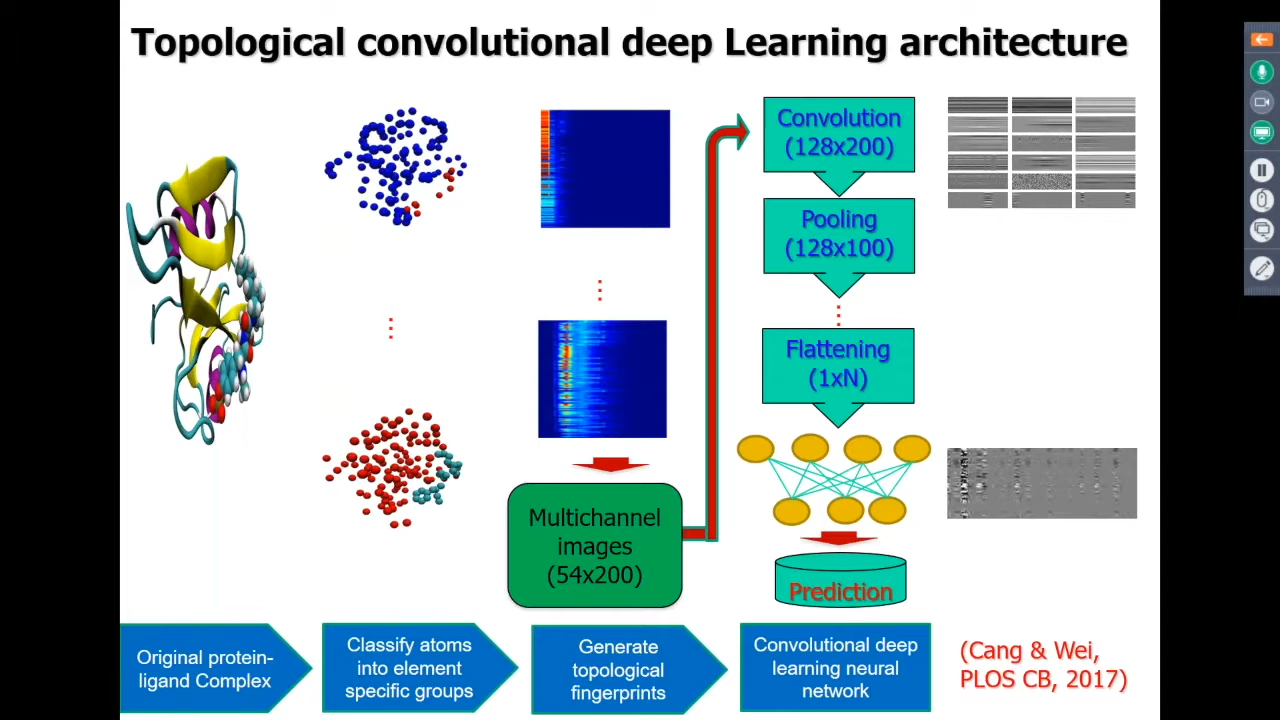 Topological convolutional deep Learning architecture
Convolution
(128x200)
Pooling
(128x100)
Flattening
(1xN)
Multichannel
images
(54x200)
Prediction
Original protein-
ligand Complex
Classify atoms
into element
specific groups
Generate
topological
fingerprints
Convolutional deep
learning neural
network
(Cang & Wei,
PLOS CB, 2017)